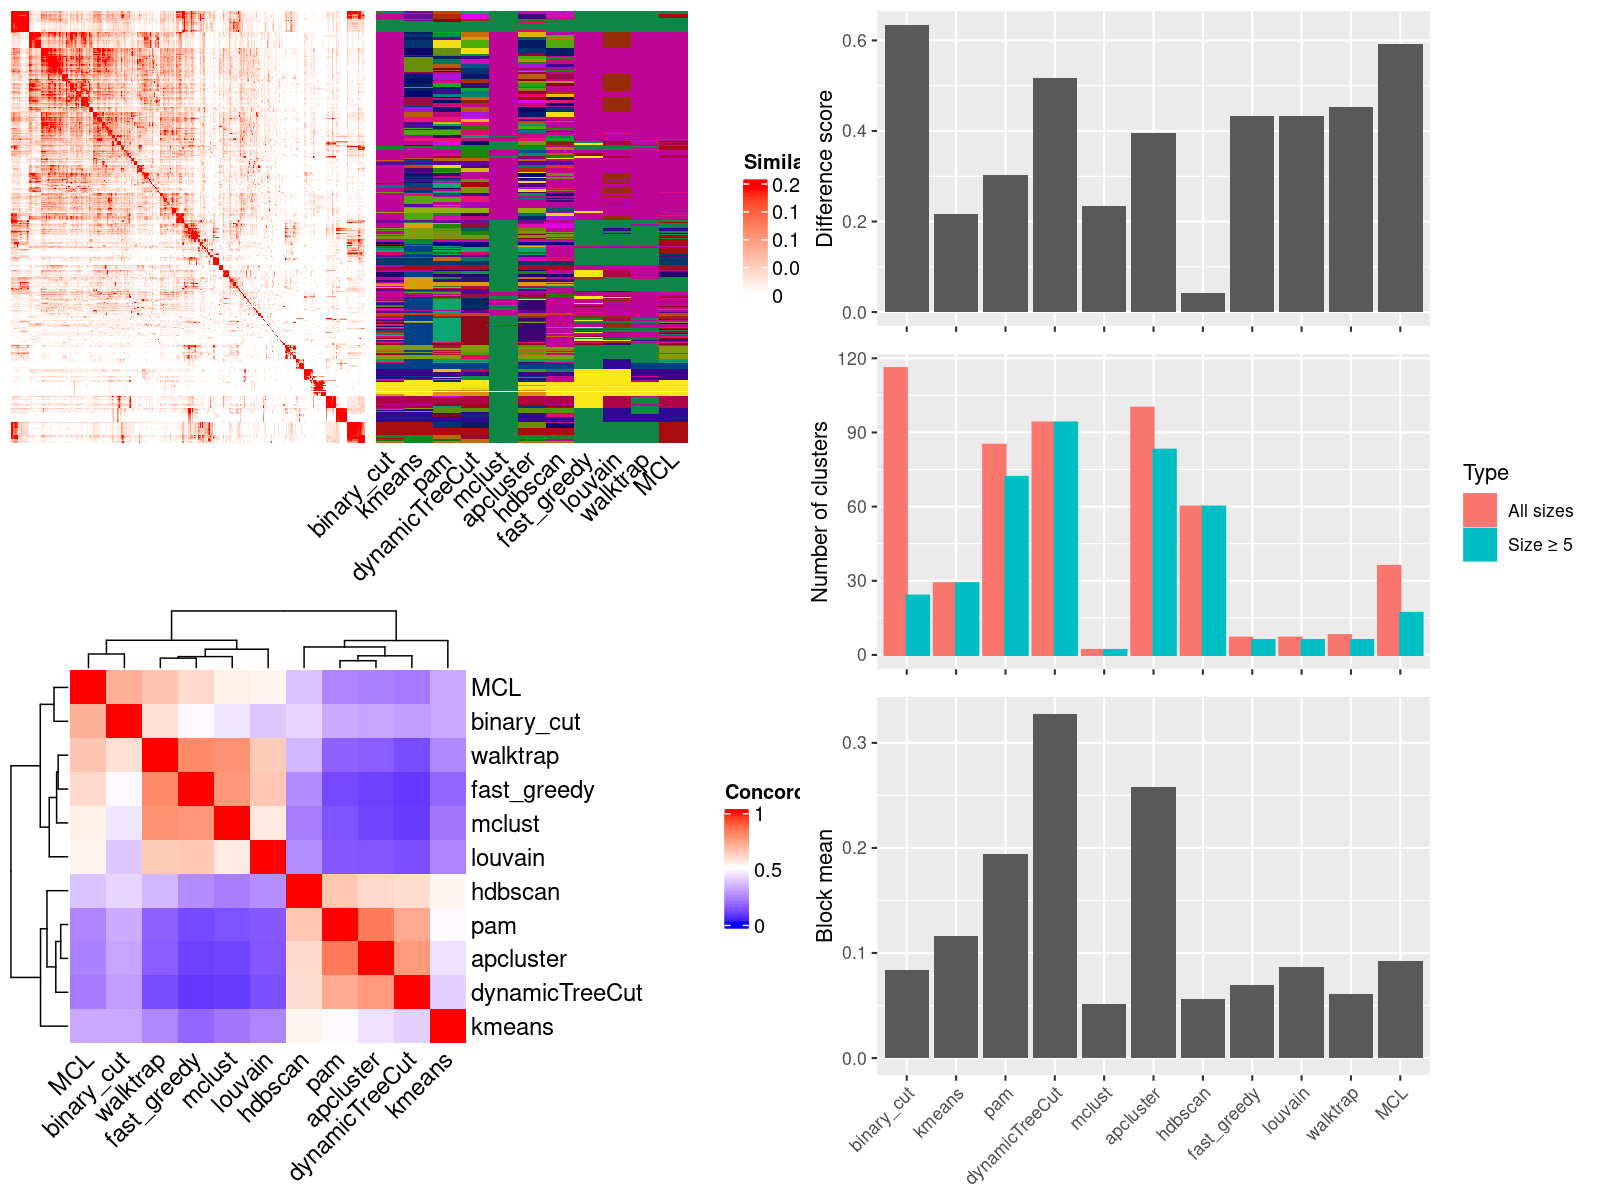 Simila
0.2
0.1
0.1
0.0
0
binary_cut
kmeans
pam
dynamicTreeCut
mclust
apcluster
hdbscan
fast_greedy
louvain
walktrap
MCL
MCL
binary_cut
walktrap
fast_greedy
mclust
louvain
hdbscan
pam
apcluster
dynamicTreeCut
kmeans
MCL
binary_cut
walktrap
fast_greedy
mclust
louvain
hdbscan
pam
apcluster
dynamicTreeCut
kmeans
Concord
1
0.5
0
Difference score
0.6
0.4
0.2
0.0
Number of clusters
120
90
60
30
0
Type
All sizes
Size ≥ 5
Block mean
0.3
0.2
0.1
0.0
binary_cut
kmeans
pam
dynamicTreeCut
mclust
apcluster
hdbscan
fast_greedy
louvain
walktrap
MCL